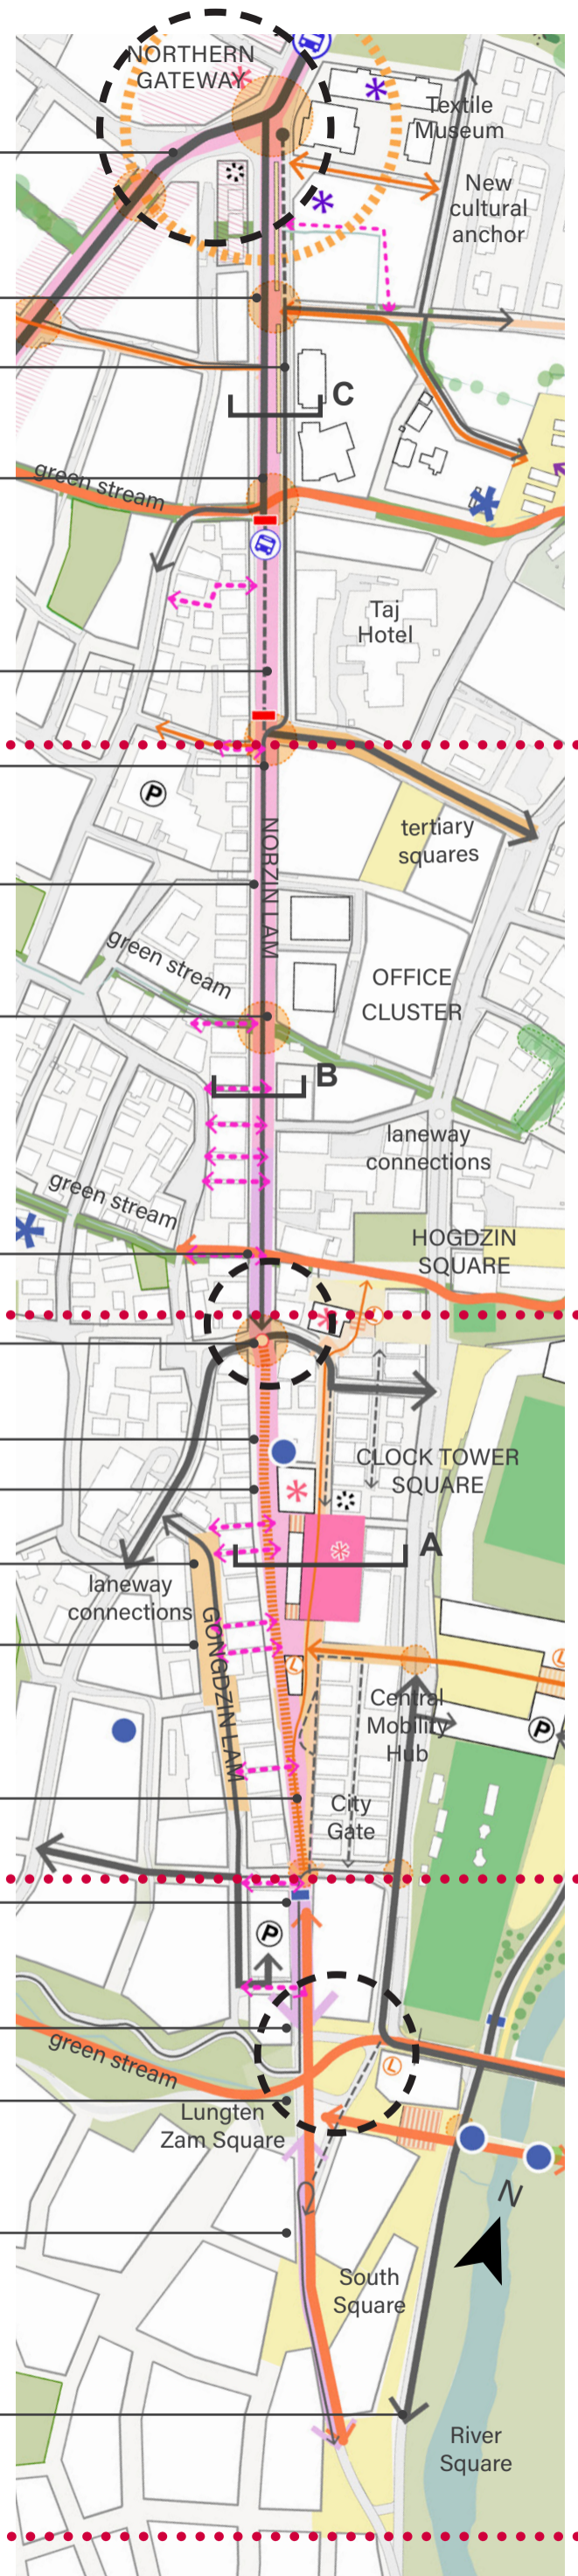 NORTHERN
GATEWAY
Textile
Museum
New
cultural
anchor
C
green stream
Taj
Hotel
P
tertiary
squares
NORZIN LAM
green stream
OFFICE
CLUSTER
B
laneway
connections
green stream
HOGDZIN
SQUARE
L
CLOCK TOWER
SQUARE
A
laneway
connections
GONGDZIN LAM
L
L
Central
Mobility
Hub
P
City
Gate
P
green stream
L
Lungten
Zam Square
N
South
Square
River
Square